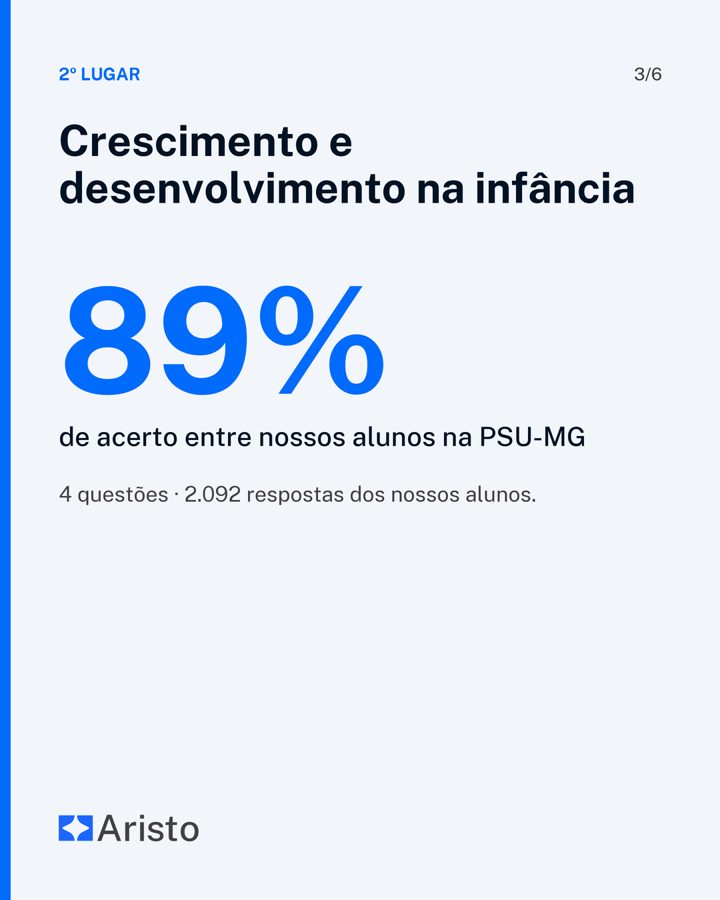 2º LUGAR
3/6
Crescimento e
desenvolvimento na infância
89%
de acerto entre nossos alunos na PSU-MG
4 questões · 2.092 respostas dos nossos alunos.
Aristo